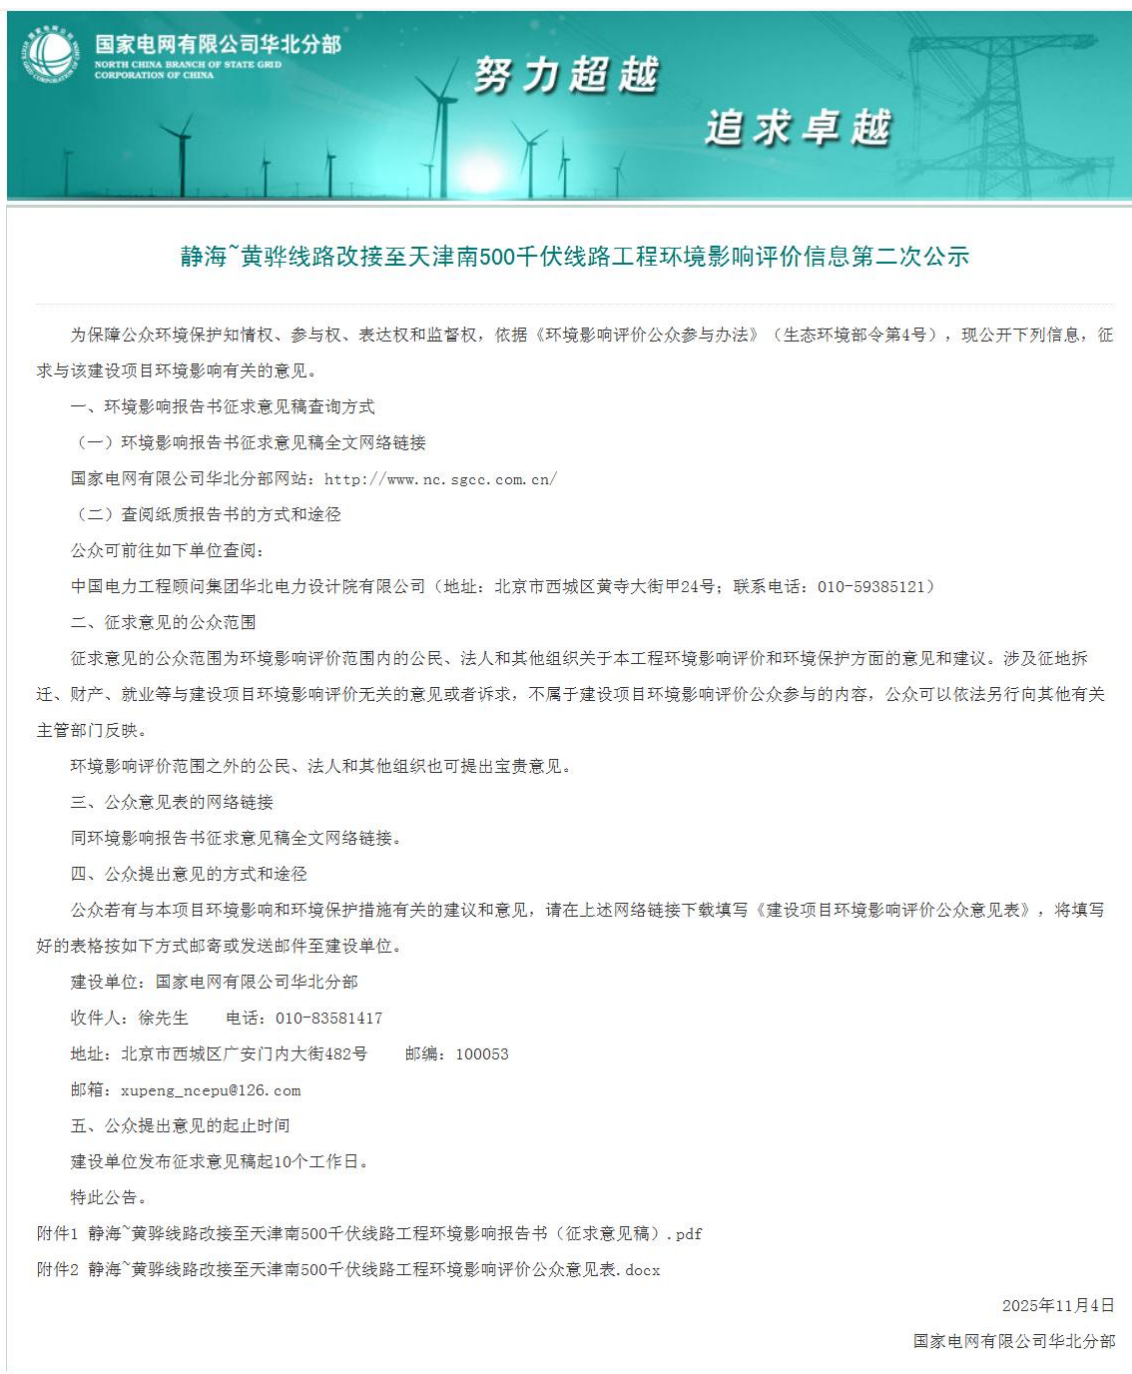 国家电网有限公司华北分部
NORTH CHINA BRANCH OF STATE GRID
CORPORATION OF CHINA
努力超越
追求卓越
静海~黄骅线路改接至天津南500千伏线路工程环境影响评价信息第二次公示
为保障公众环境保护知情权、参与权、表达权和监督权，依据《环境影响评价公众参与办法》（生态环境部令第4号），现公开下列信息，征
求与该建设项目环境影响有关的意见。
一、环境影响报告书征求意见稿查询方式
（一）环境影响报告书征求意见稿全文网络链接
国家电网有限公司华北分部网站：http://www.nc.sgcc.com.cn/
（二）查阅纸质报告书的方式和途径
公众可前往如下单位查阅：
中国电力工程顾问集团华北电力设计院有限公司（地址：北京市西城区黄寺大街甲24号；联系电话：010-59385121）
二、征求意见的公众范围
征求意见的公众范围为环境影响评价范围内的公民、法人和其他组织关于本工程环境影响评价和环境保护方面的意见和建议。涉及征地拆
迁、财产、就业等与建设项目环境影响评价无关的意见或者诉求，不属于建设项目环境影响评价公众参与的内容，公众可以依法另行向其他有关
主管部门反映。
环境影响评价范围之外的公民、法人和其他组织也可提出宝贵意见。
三、公众意见表的网络链接
同环境影响报告书征求意见稿全文网络链接。
四、公众提出意见的方式和途径
公众若有与本项目环境影响和环境保护措施有关的建议和意见，请在上述网络链接下载填写《建设项目环境影响评价公众意见表》，将填写
好的表格按如下方式邮寄或发送邮件至建设单位。
建设单位：国家电网有限公司华北分部
收件人：徐先生 电话：010-83581417
地址：北京市西城区广安门内大街482号 邮编：100053
邮箱：xupeng_ncepu@126.com
五、公众提出意见的起止时间
建设单位发布征求意见稿起10个工作日。
特此公告。
附件1 静海~黄骅线路改接至天津南500千伏线路工程环境影响报告书（征求意见稿）.pdf
附件2 静海~黄骅线路改接至天津南500千伏线路工程环境影响评价公众意见表.docx
2025年11月4日
国家电网有限公司华北分部